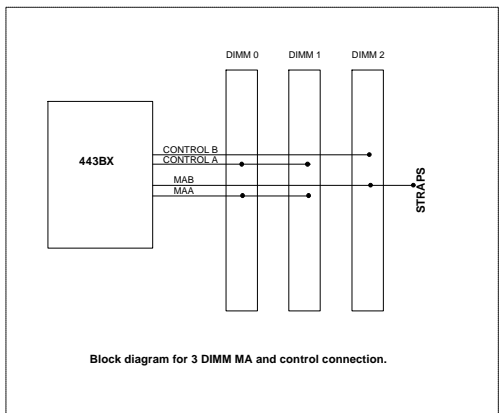 DIMM 0 DIMM 1 DIMM 2
CONTROL B
443BX
CONTROL A
MAB
MAA
STRAPS
Block diagram for 3 DIMM MA and control connection.